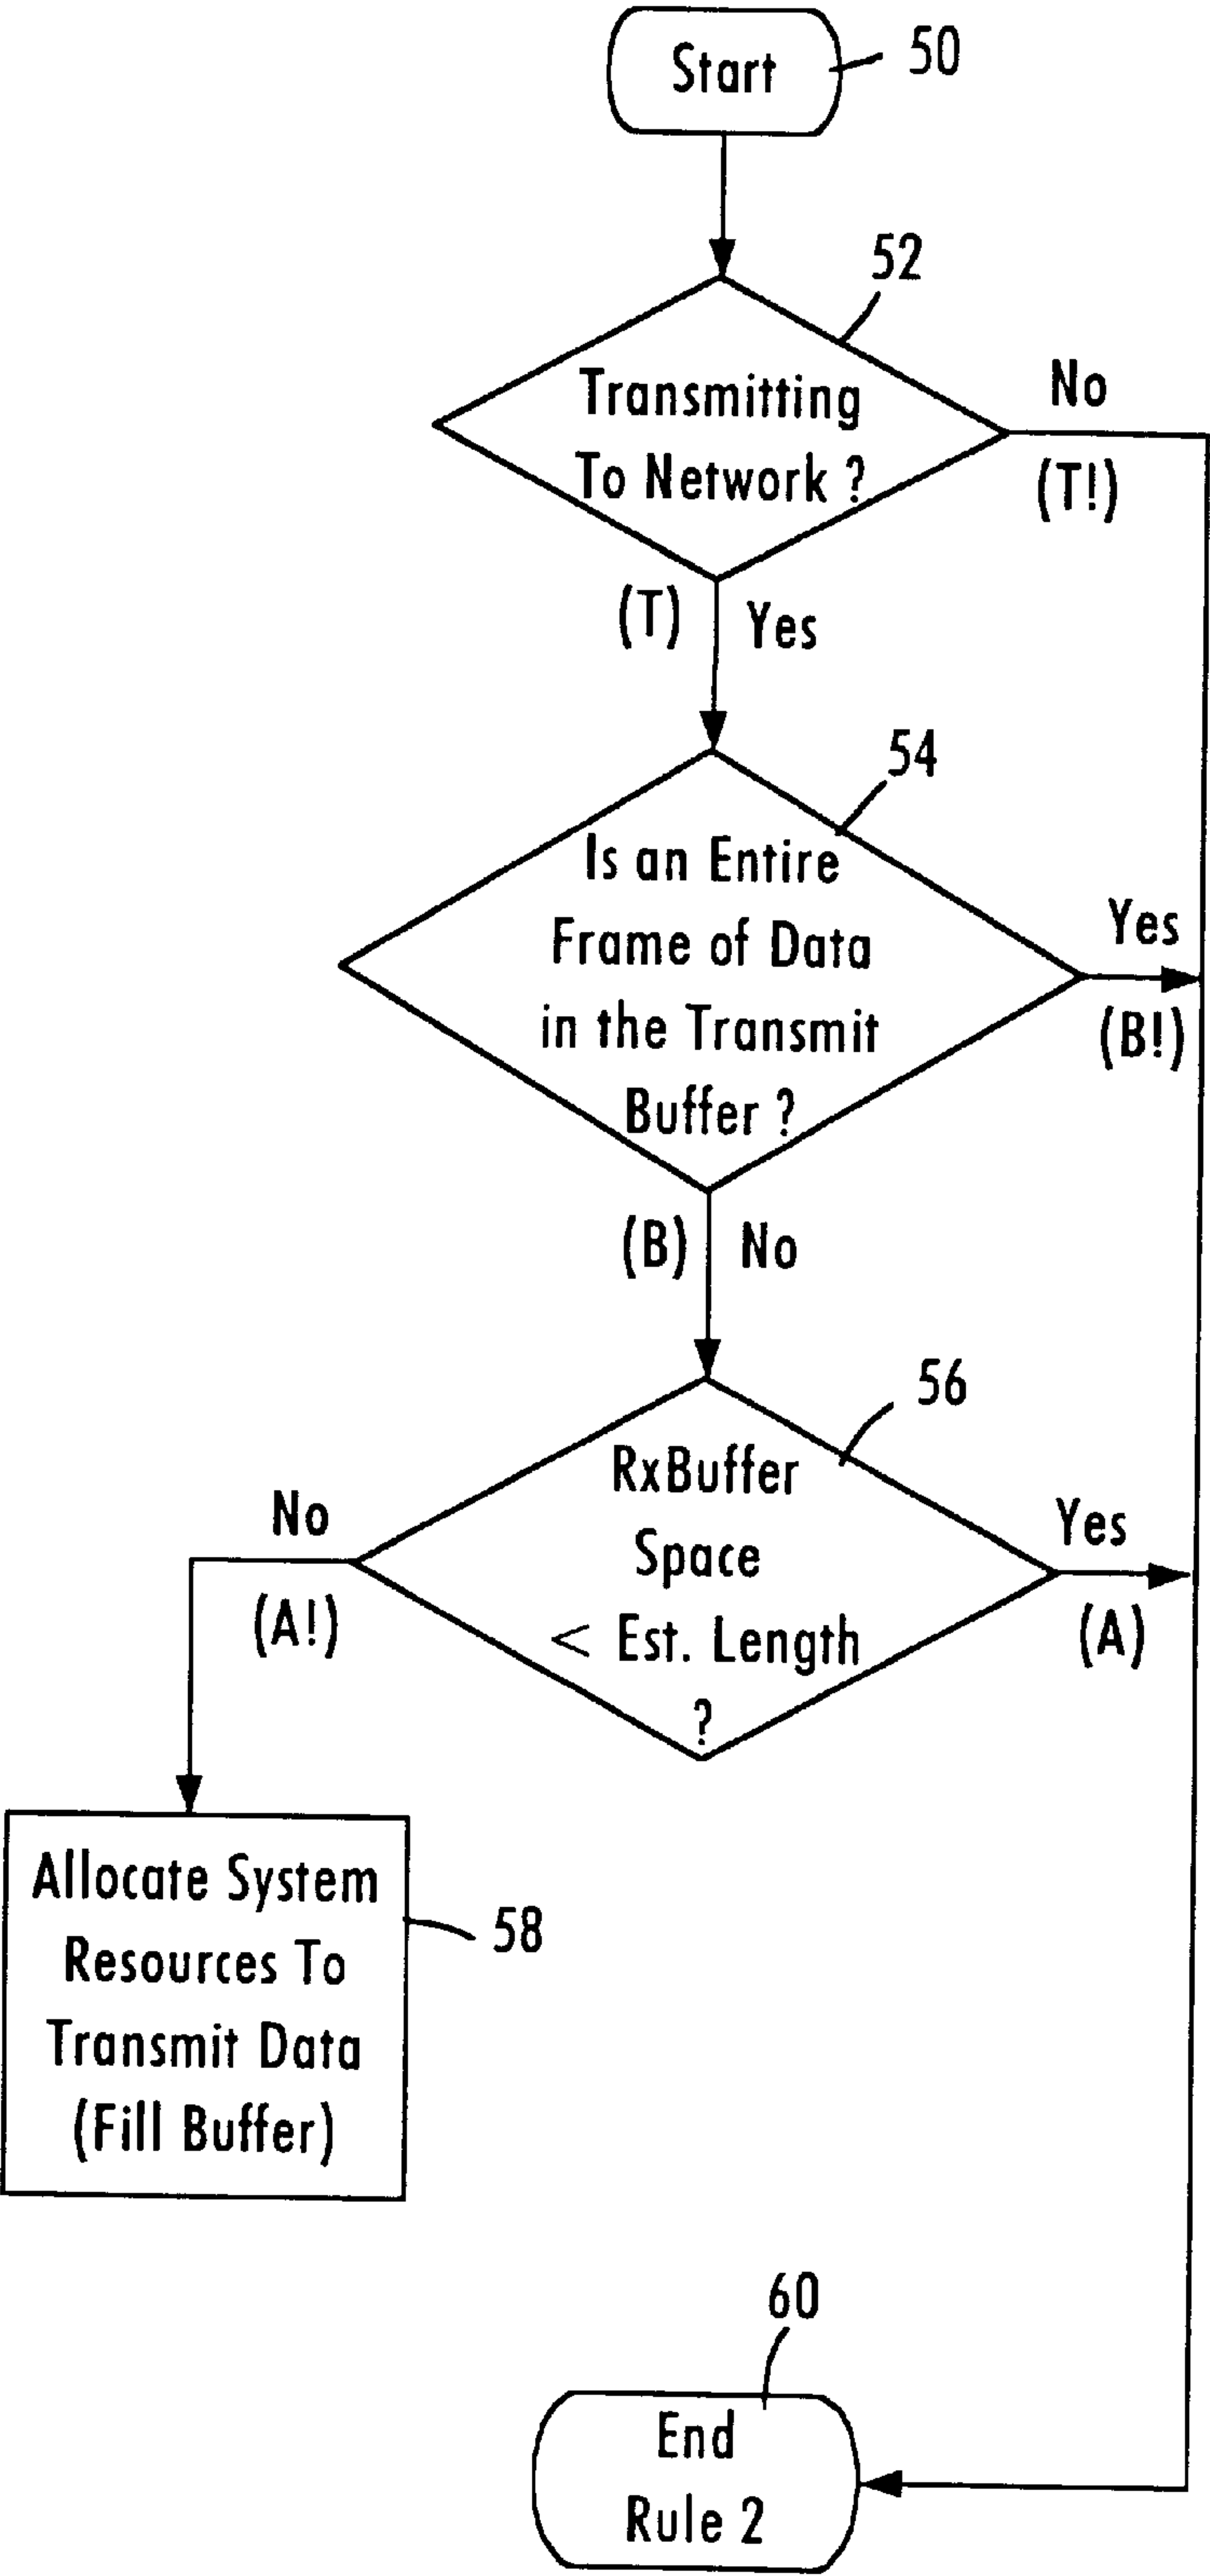 Start
50
52
Transmitting
To Network ?
No
(T!)
(T)
Yes
54
Is an Entire
Frame of Data
in the Transmit
Buffer ?
Yes
(B!)
(B)
No
56
RxBuffer
Space
< Est. Length
?
No
(A!)
Yes
(A)
Allocate System
Resources To
Transmit Data
(Fill Buffer)
58
60
End
Rule 2